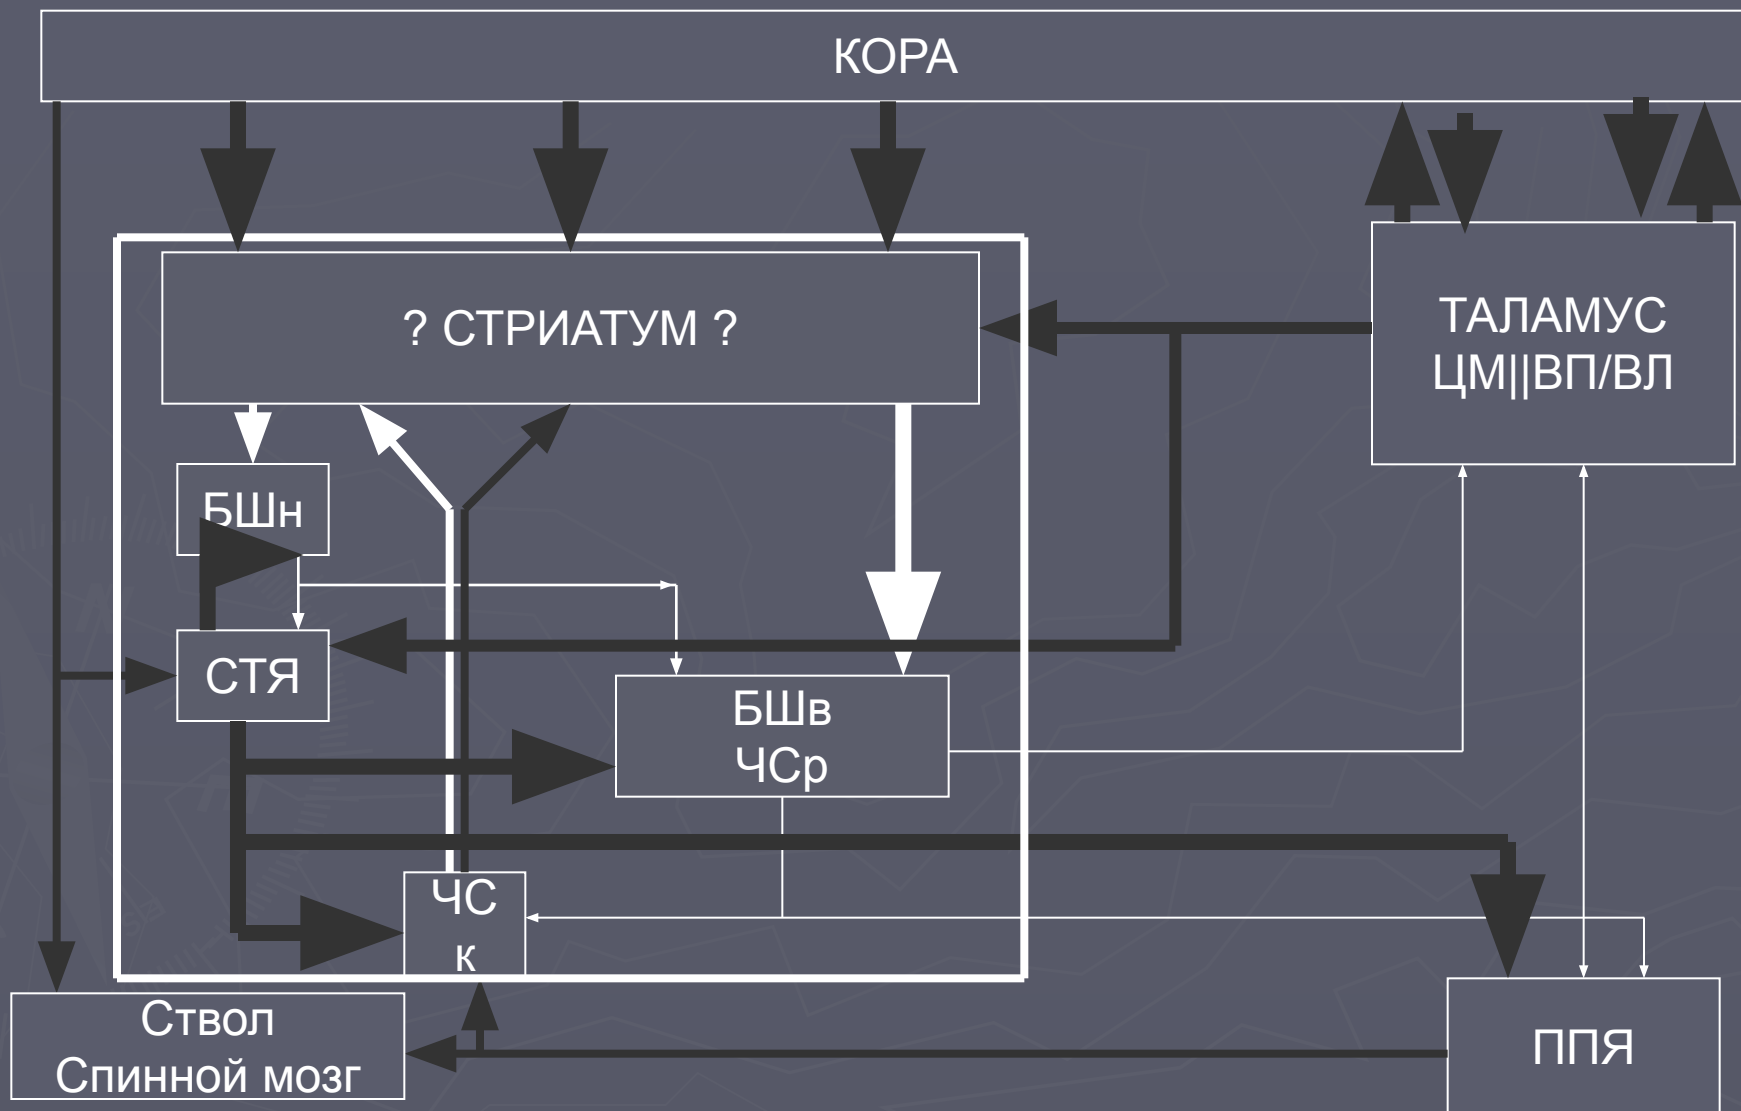 КОРА
? СТРИАТУМ ?
ТАЛАМУС
ЦМ||ВП/ВЛ
БШн
СТЯ
БШв
ЧСр
ЧС
к
Ствол
Спинной мозг
ППЯ